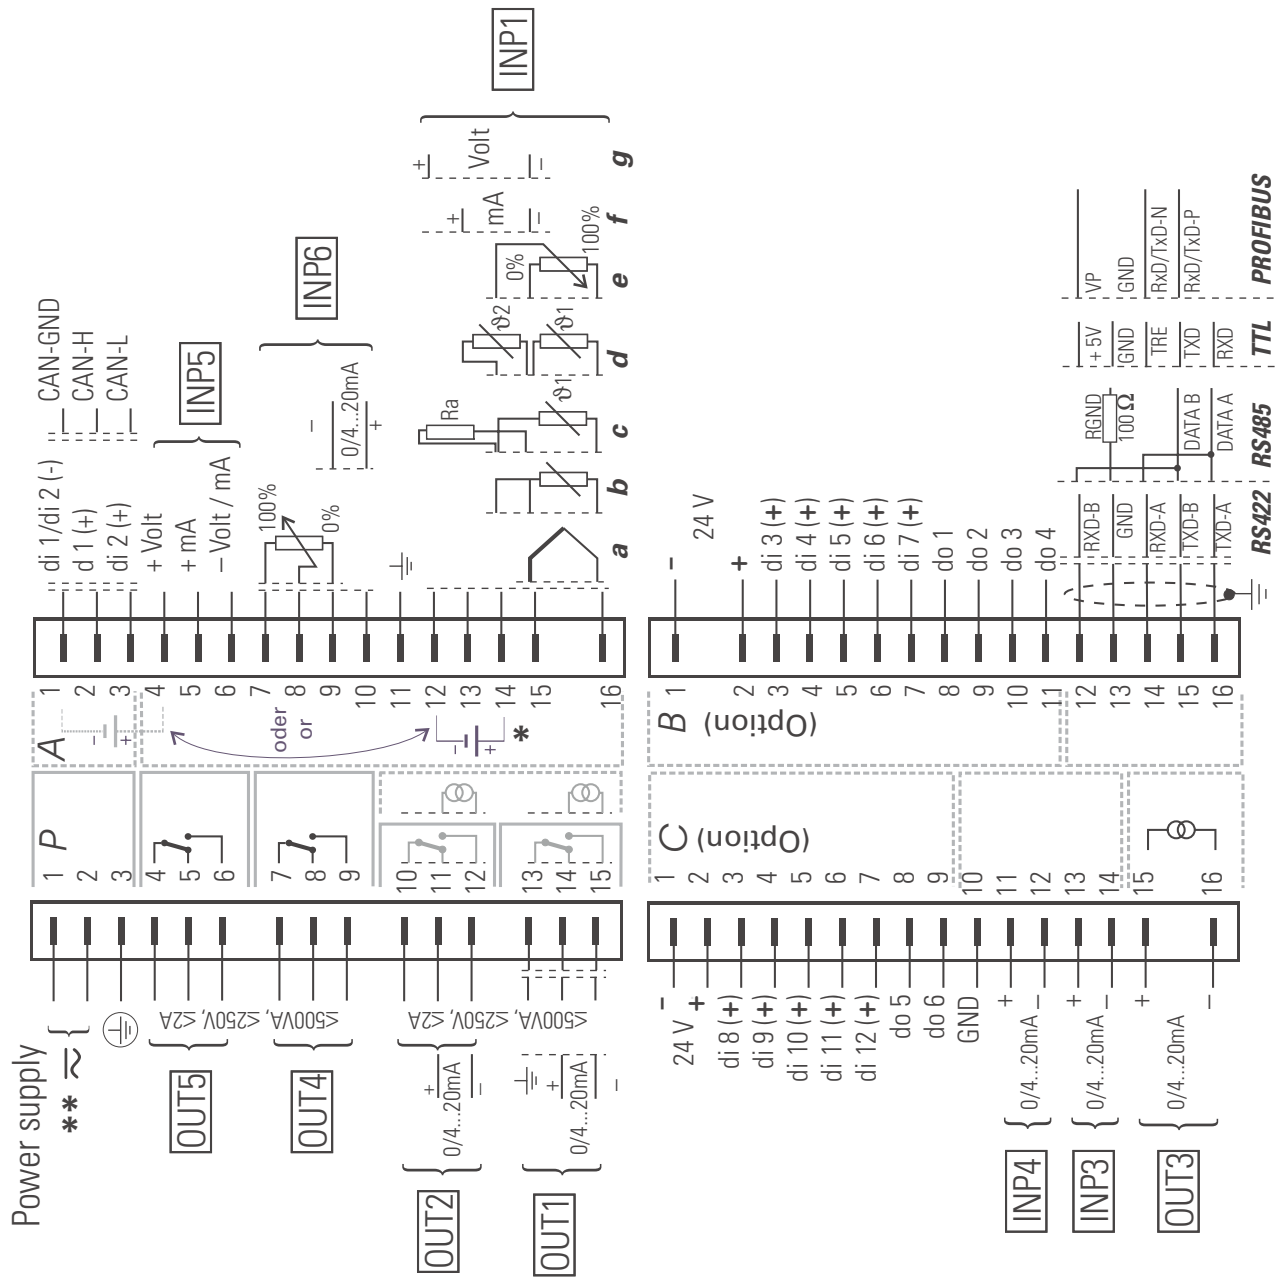 Power supply
** ≂
≤500VA, ≤250V, ≤2A
OUT5
OUT4
≤500VA, ≤250V, ≤2A
+
0/4...20mA
–
OUT2
+
0/4...20mA
–
OUT1
P
1
2
3
4
5
6
7
8
9
10
11
12
13
14
15
A
1
2
3
4
5
6
7
8
9
10
11
12
13
14
15
16
– +
oder
or
– +
*
di 1/di 2 (-)
d 1 (+)
di 2 (+)
CAN-GND
CAN-H
CAN-L
+ Volt
+ mA
– Volt / mA
INP5
100%
0%
–
0/4...20mA
+
INP6
a
b
Ra
ϑ1
c
ϑ2
ϑ1
d
0%
100%
e
+
mA
–
f
+
Volt
–
g
INP1
–
24 V
+
di 8 (+)
di 9 (+)
di 10 (+)
di 11 (+)
di 12 (+)
do 5
do 6
GND
+
0/4...20mA
–
INP4
+
0/4...20mA
–
INP3
+
0/4...20mA
–
OUT3
C
(Option)
1
2
3
4
5
6
7
8
9
10
11
12
13
14
15
16
B
(Option)
1
2
3
4
5
6
7
8
9
10
11
12
13
14
15
16
–
24 V
+
di 3 (+)
di 4 (+)
di 5 (+)
di 6 (+)
di 7 (+)
do 1
do 2
do 3
do 4
RXD-B
GND
RXD-A
TXD-B
TXD-A
RS422
RGND
100 Ω
DATA B
DATA A
RS485
+ 5V
GND
TRE
TXD
RXD
TTL
VP
GND
RxD/TxD-N
RxD/TxD-P
PROFIBUS